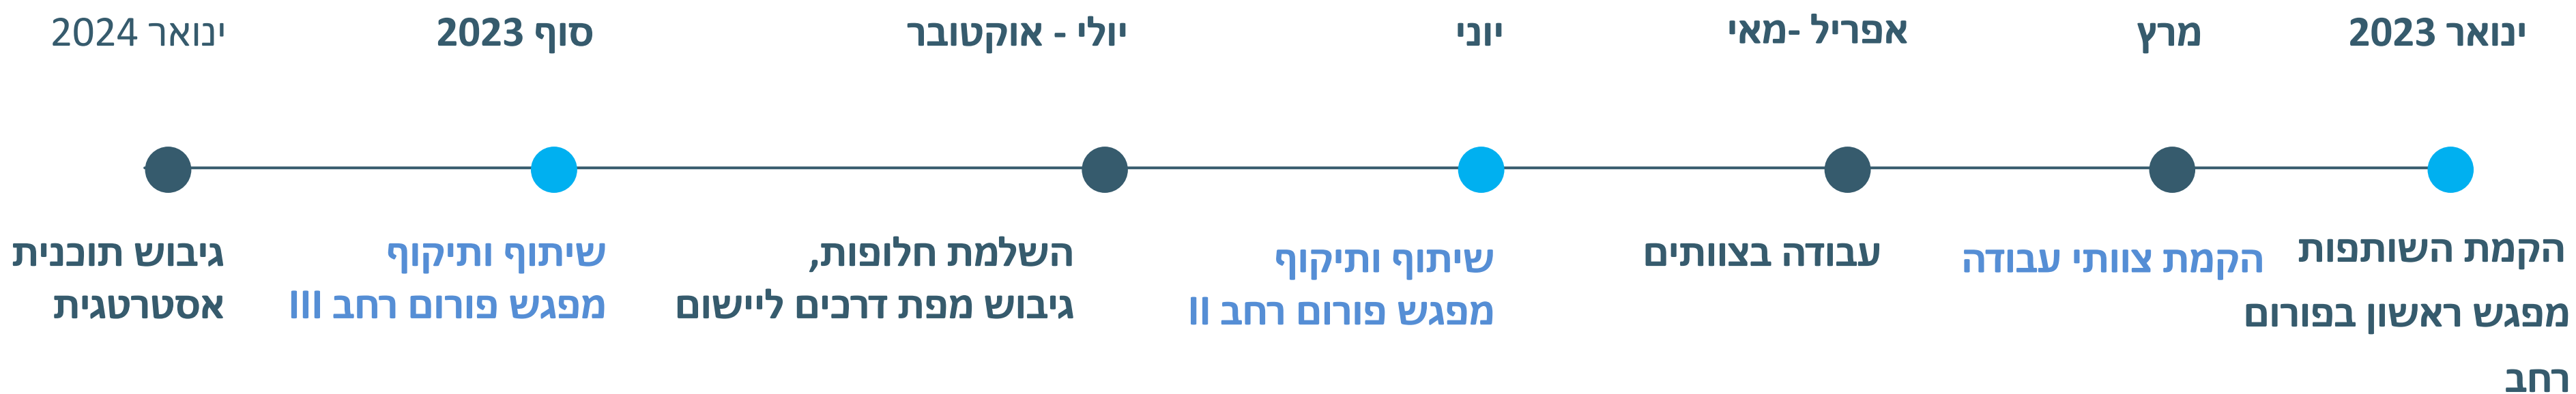 ינואר 2023
מרץ
אפריל -מאי
יוני
יולי - אוקטובר
סוף 2023
ינואר 2024
הקמת השותפות
מפגש ראשון בפורום
רחב
הקמת צוותי עבודה
עבודה בצוותים
שיתוף ותיקוף
מפגש פורום רחב II
השלמת חלופות,
גיבוש מפת דרכים ליישום
שיתוף ותיקוף
מפגש פורום רחב III
גיבוש תוכנית
אסטרטגית